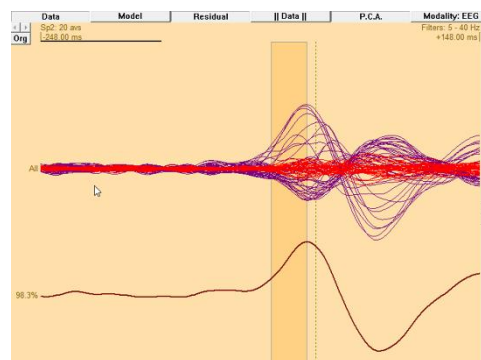 Data Model Residual || Data || P.C.A. Modality: EEG
Sp2: 20 avs Filters: 5 - 40 Hz
Org -248.00 ms +148.00 ms
All
98.3%